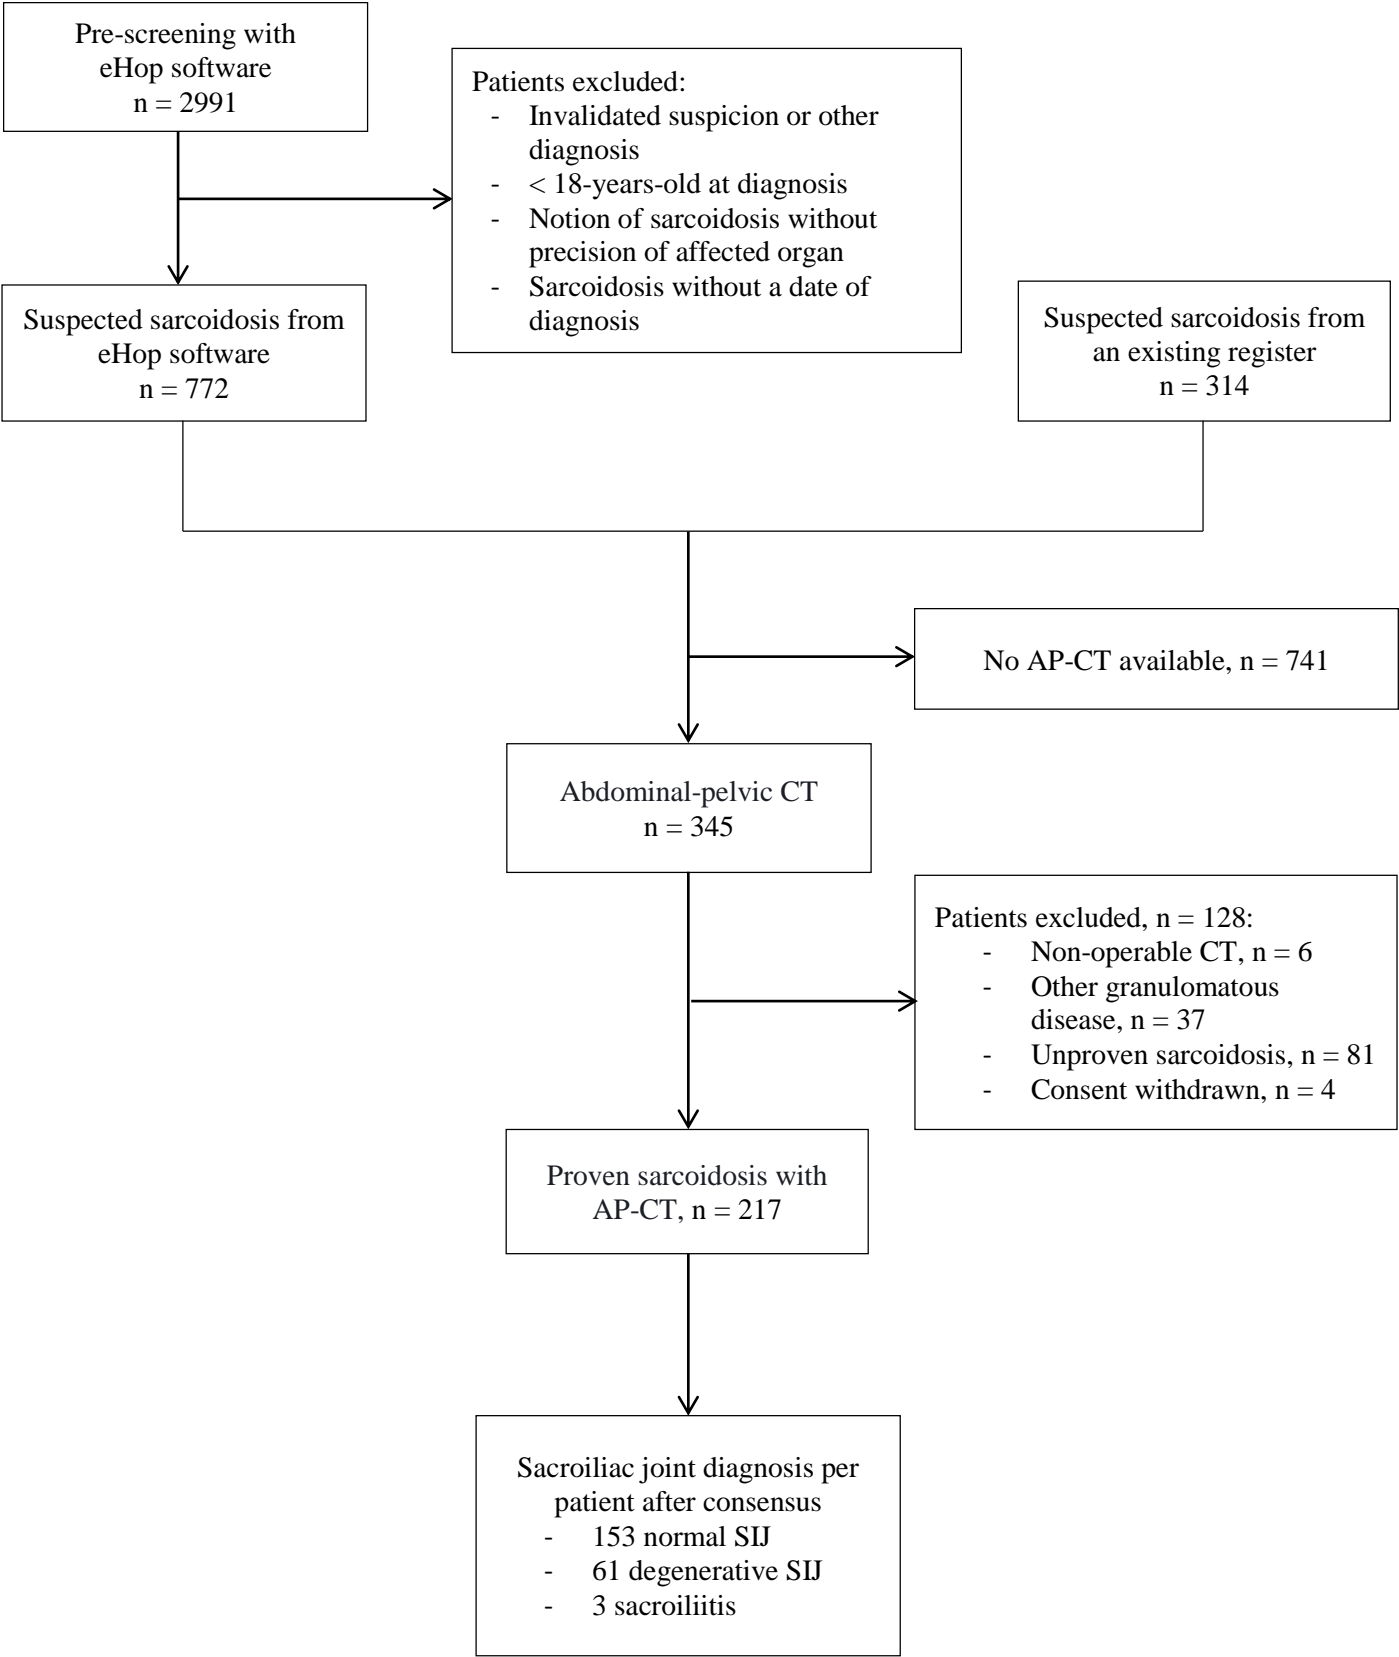 Pre-screening with
eHop software
n = 2991
Patients excluded:
- Invalidated suspicion or other
diagnosis
- < 18-years-old at diagnosis
- Notion of sarcoidosis without
precision of affected organ
- Sarcoidosis without a date of
diagnosis
Suspected sarcoidosis from
eHop software
n = 772
Suspected sarcoidosis from
an existing register
n = 314
No AP-CT available, n = 741
Abdominal-pelvic CT
n = 345
Patients excluded, n = 128:
- Non-operable CT, n = 6
- Other granulomatous
disease, n = 37
- Unproven sarcoidosis, n = 81
- Consent withdrawn, n = 4
Proven sarcoidosis with
AP-CT, n = 217
Sacroiliac joint diagnosis per
patient after consensus
- 153 normal SIJ
- 61 degenerative SIJ
- 3 sacroiliitis